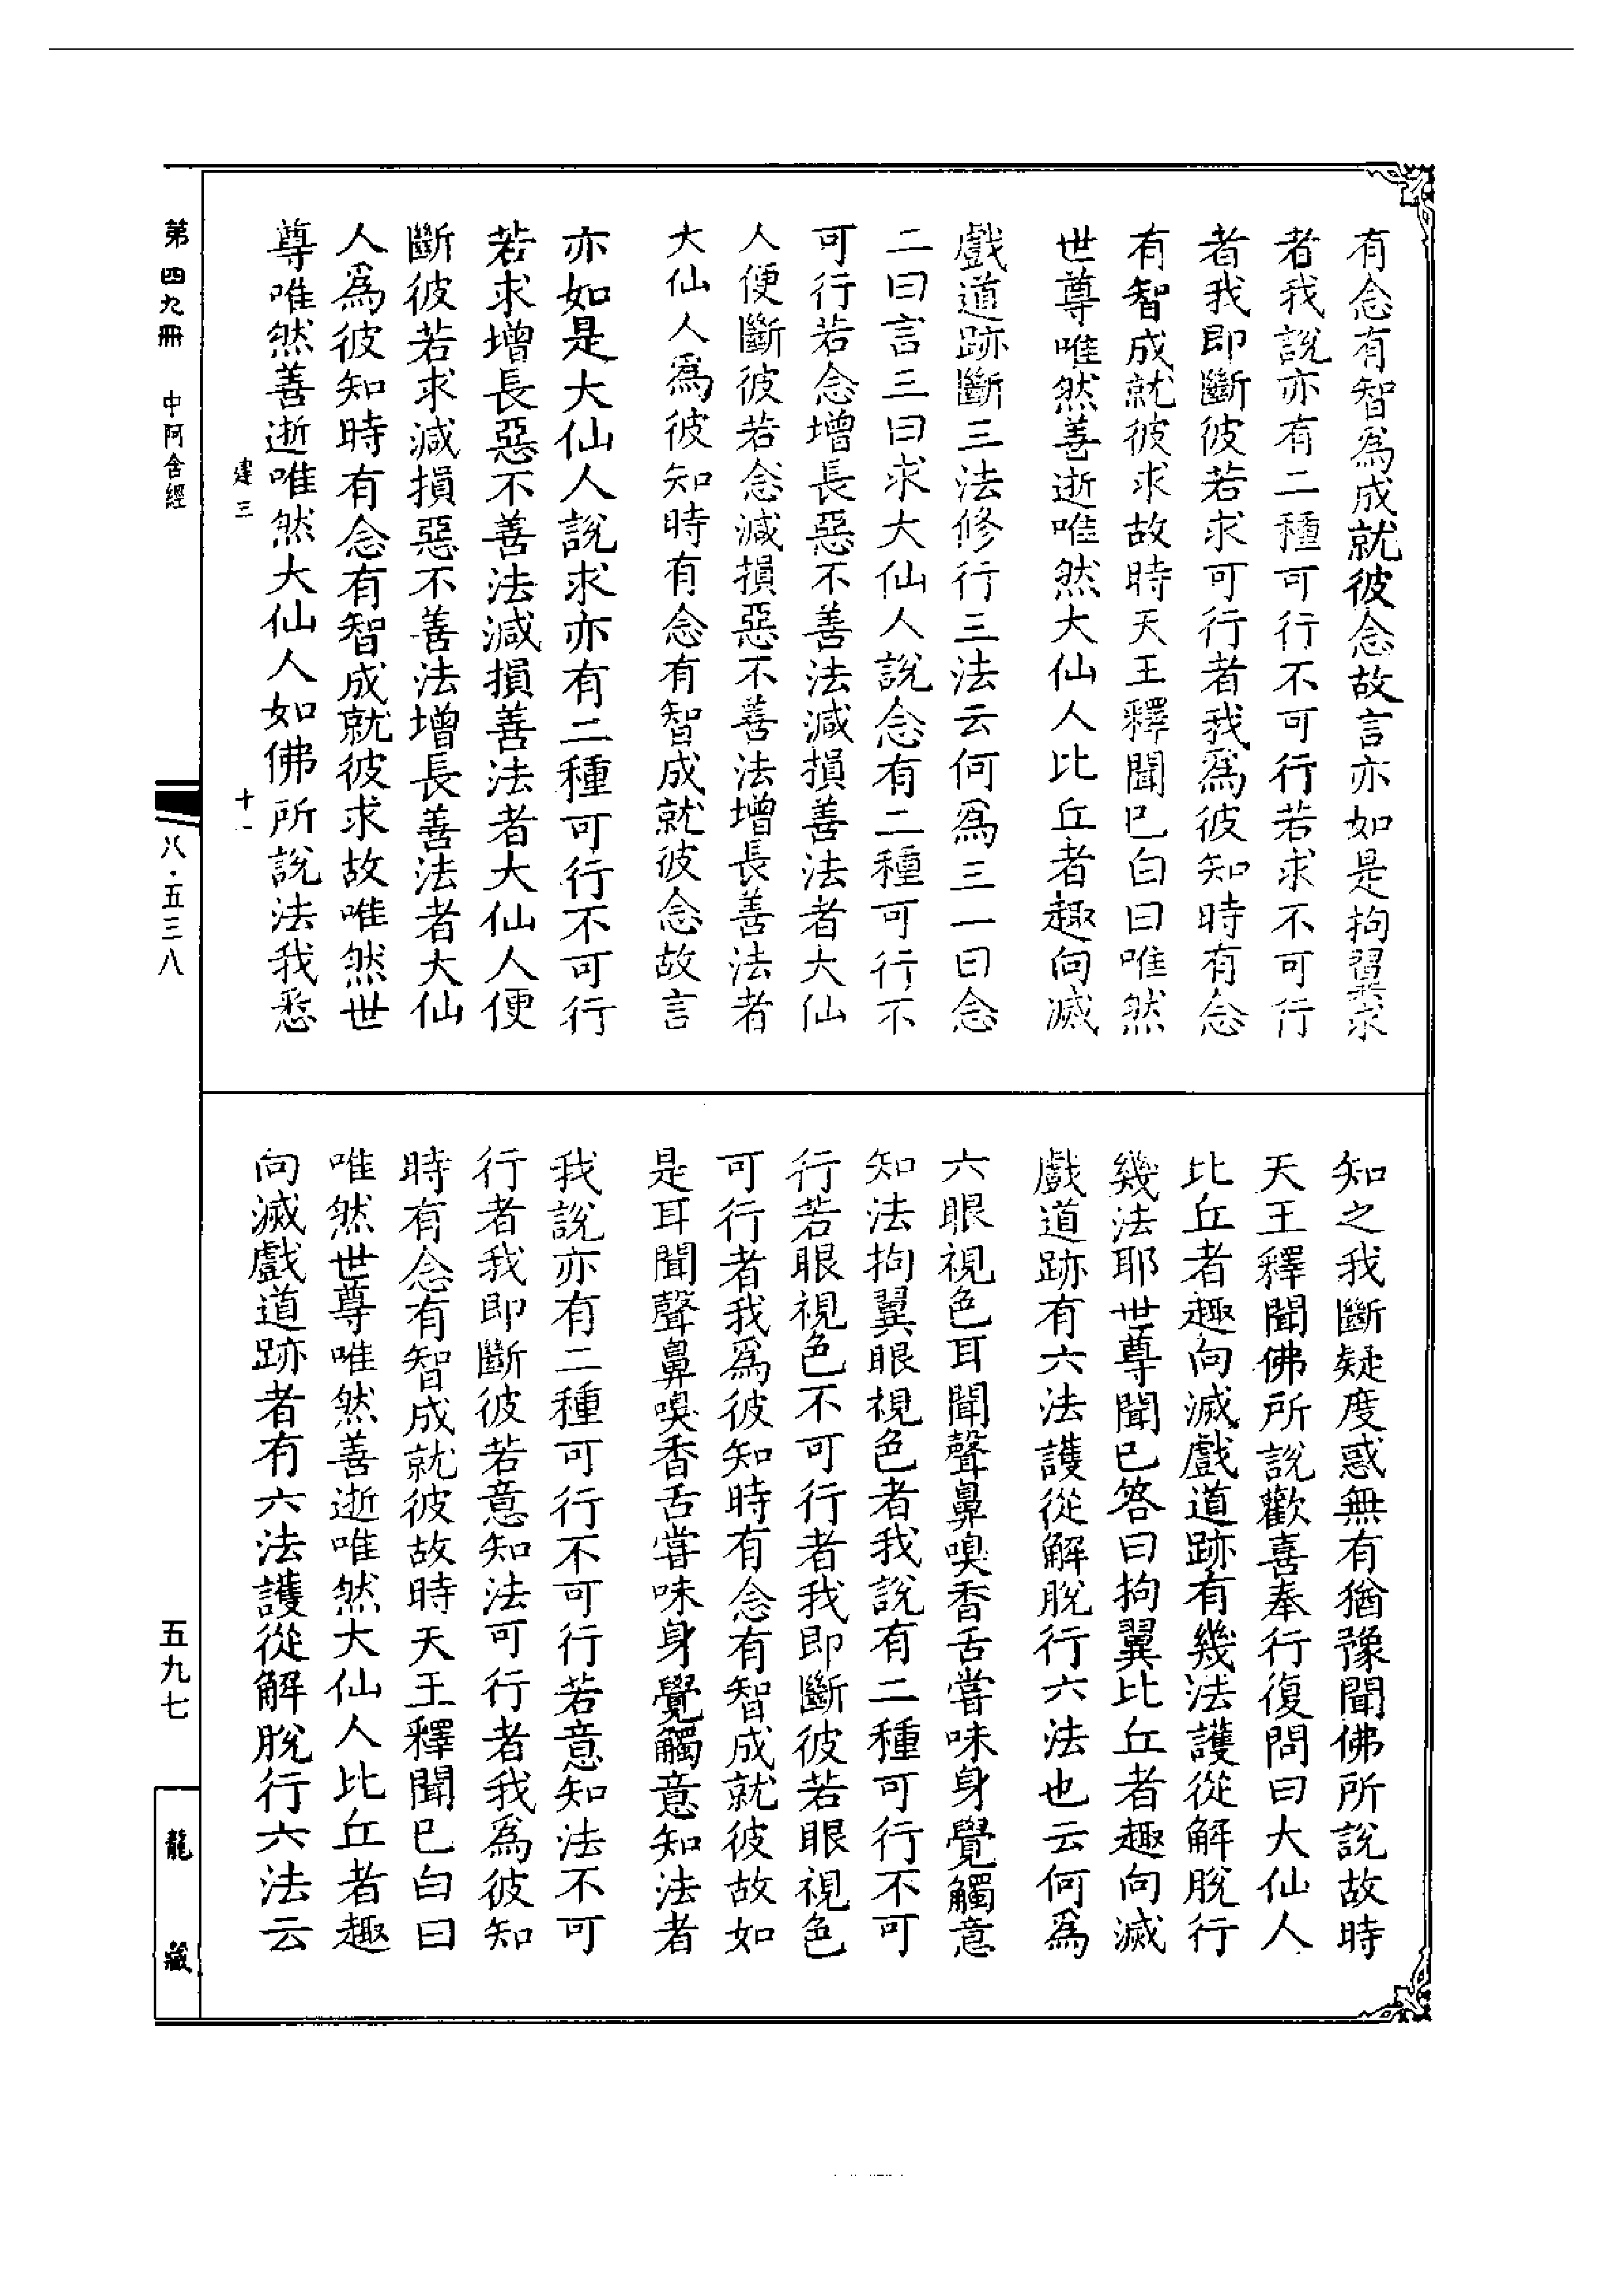 有念有智為成就彼念故言亦如是拘翼求
者我說亦有二種可行不可行若求不可行
者我即斷彼若求可行者我為彼知時有念
有智成就彼求故時天王釋聞已白曰唯然
世尊唯然善逝唯然大仙人比丘者趣向滅
戲道跡斷三法修行三法云何為三一曰念
二曰言三曰求大仙人說念有二種可行不
可行若念增長惡不善法減損善法者大仙
人便斷彼若念減損惡不善法增長善法者
大仙人為彼知時有念有智成就彼念故言
亦如是大仙人說求亦有二種可行不可行
若求增長惡不善法減損善法者大仙人便
斷彼若求減損惡不善法增長善法者大仙
人為彼知時有念有智成就彼求故唯然世
尊唯然善逝唯然大仙人如佛所說法我悉
知之我斷疑度惑無有猶豫聞佛所說故時
天王釋聞佛所說歡喜奉行復問曰大仙人
比丘者趣向滅戲道跡有幾法護從解脫行
幾法耶世尊聞已答曰拘翼比丘者趣向滅
戲道跡有六法護從解脫行六法也云何為
六眼視色耳聞聲鼻嗅香舌嘗味身覺觸意
知法拘翼眼視色者我說有二種可行不可
行若眼視色不可行者我即斷彼若眼視色
可行者我為彼知時有念有智成就彼故如
是耳聞聲鼻嗅香舌嘗味身覺觸意知法者
我說亦有二種可行不可行若意知法不可
行者我即斷彼若意知法可行者我為彼知
時有念有智成就彼故時天王釋聞已白曰
唯然世尊唯然善逝唯然大仙人比丘者趣
向滅戲道跡者有六法護從解脫行六法云
建三 十一
第四九冊 中阿含經 八·五三八 五九七 龍藏